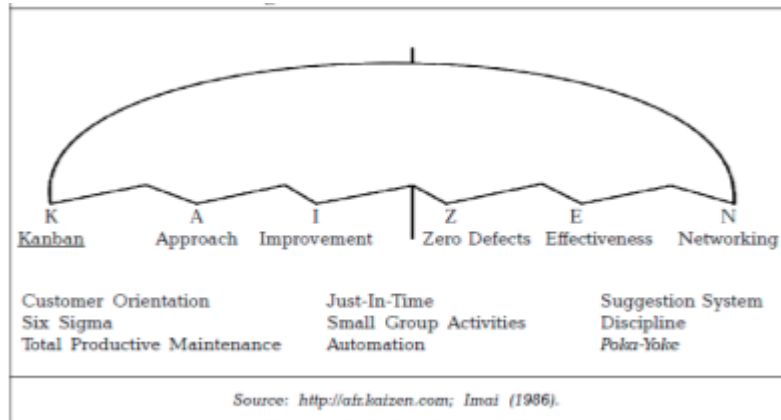 K A I Z E N
Kanban Approach Improvement Zero Defects Effectiveness Networking
Customer Orientation Just-In-Time Suggestion System
Six Sigma Small Group Activities Discipline
Total Productive Maintenance Automation Poka-Yoke
Source: http://afr.kaizen.com; Imai (1986).